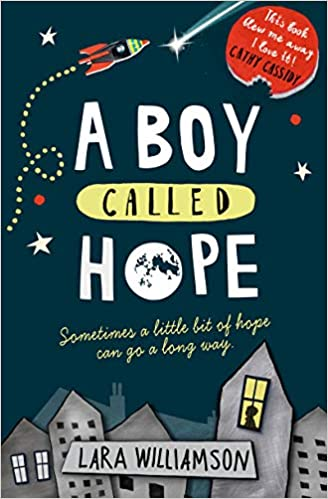 This book
blew me away
I love it!
CATHY CASSIDY
A BOY
CALLED
HOPE
Sometimes a little bit of hope
can go a long way.
LARA WILLIAMSON